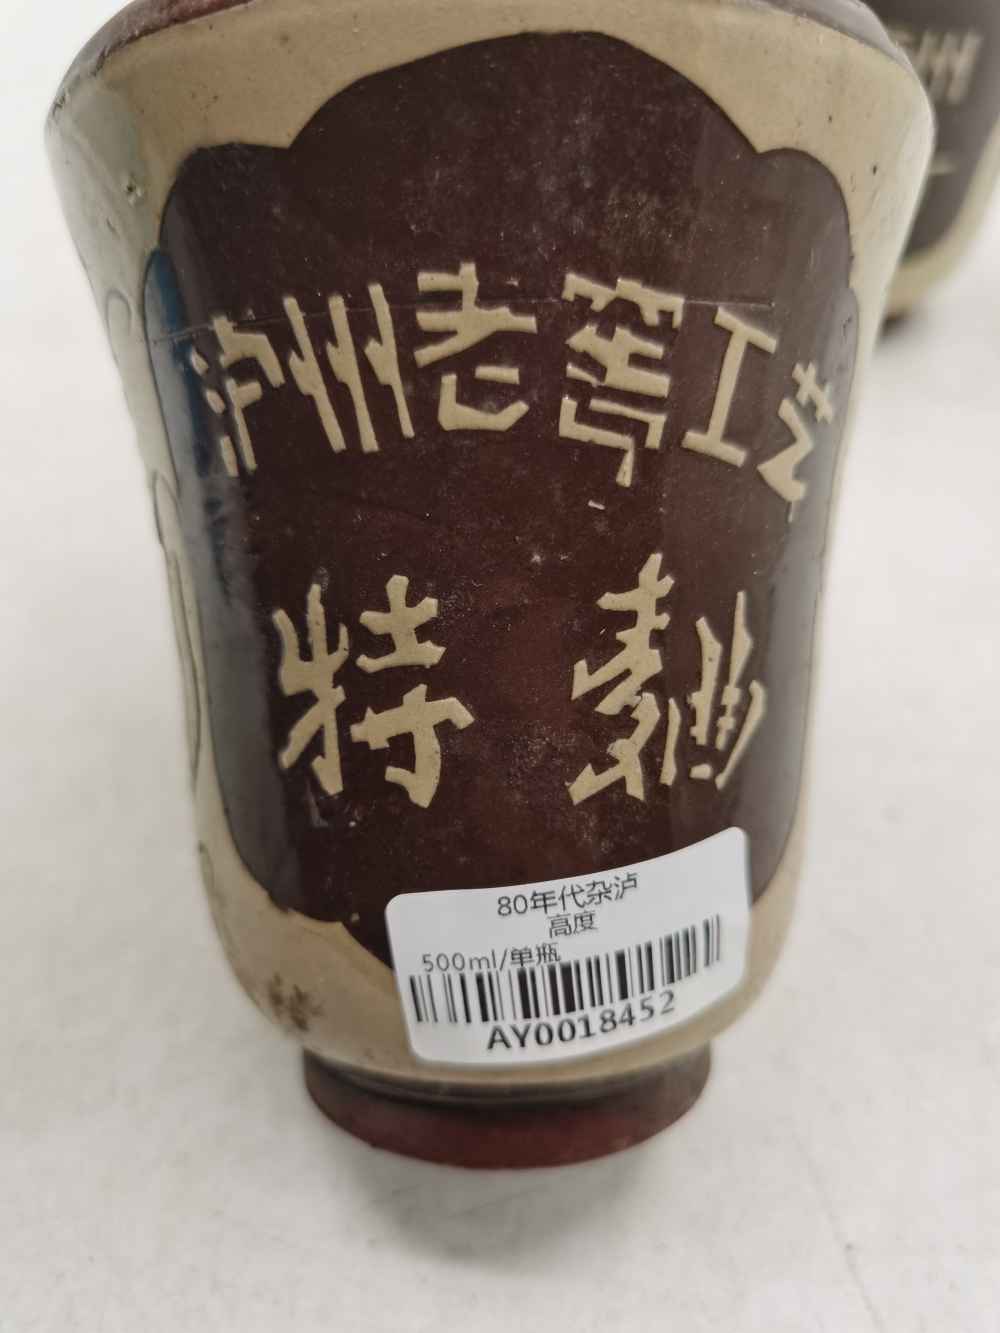 泸州老窖工艺
特麯
80年代杂泸
高度
500ml/单瓶
AY0018452